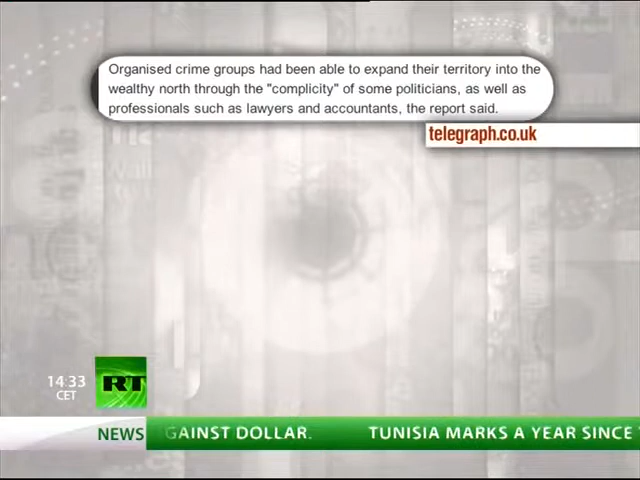 Organised crime groups had been able to expand their territory into the
wealthy north through the "complicity" of some politicians, as well as
professionals such as lawyers and accountants, the report said.
telegraph.co.uk
14:33
CET
RT
NEWS
GAINST DOLLAR.
TUNISIA MARKS A YEAR SINCE